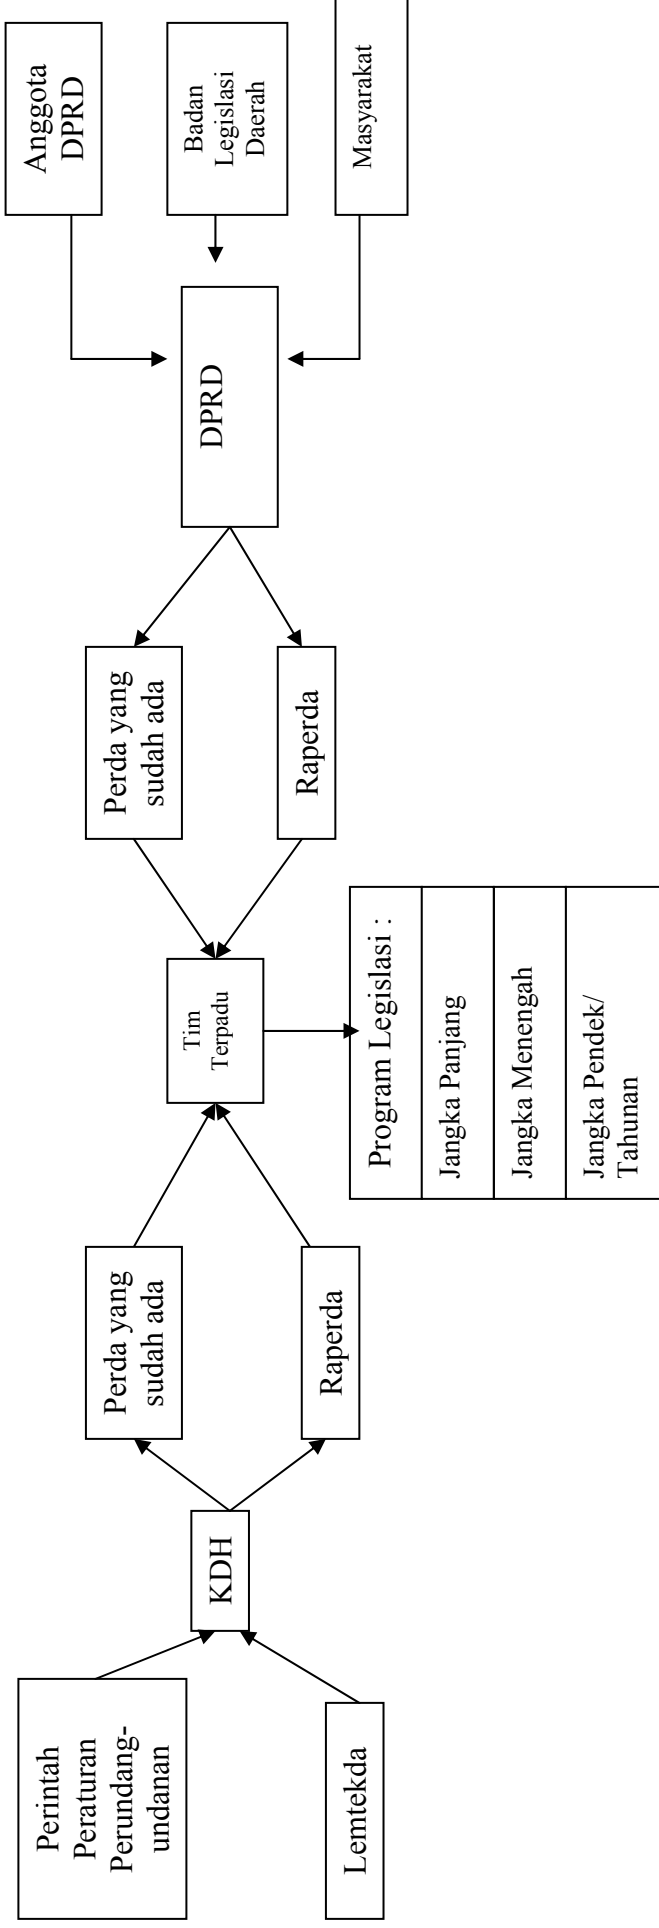 Perintah
Peraturan
Perundang-
undanan
Lemtekda
KDH
Perda yang
sudah ada
Raperda
Tim
Terpadu
Program Legislasi :
Jangka Panjang
Jangka Menengah
Jangka Pendek/
Tahunan
Perda yang
sudah ada
Raperda
DPRD
Anggota
DPRD
Badan
Legislasi
Daerah
Masyarakat